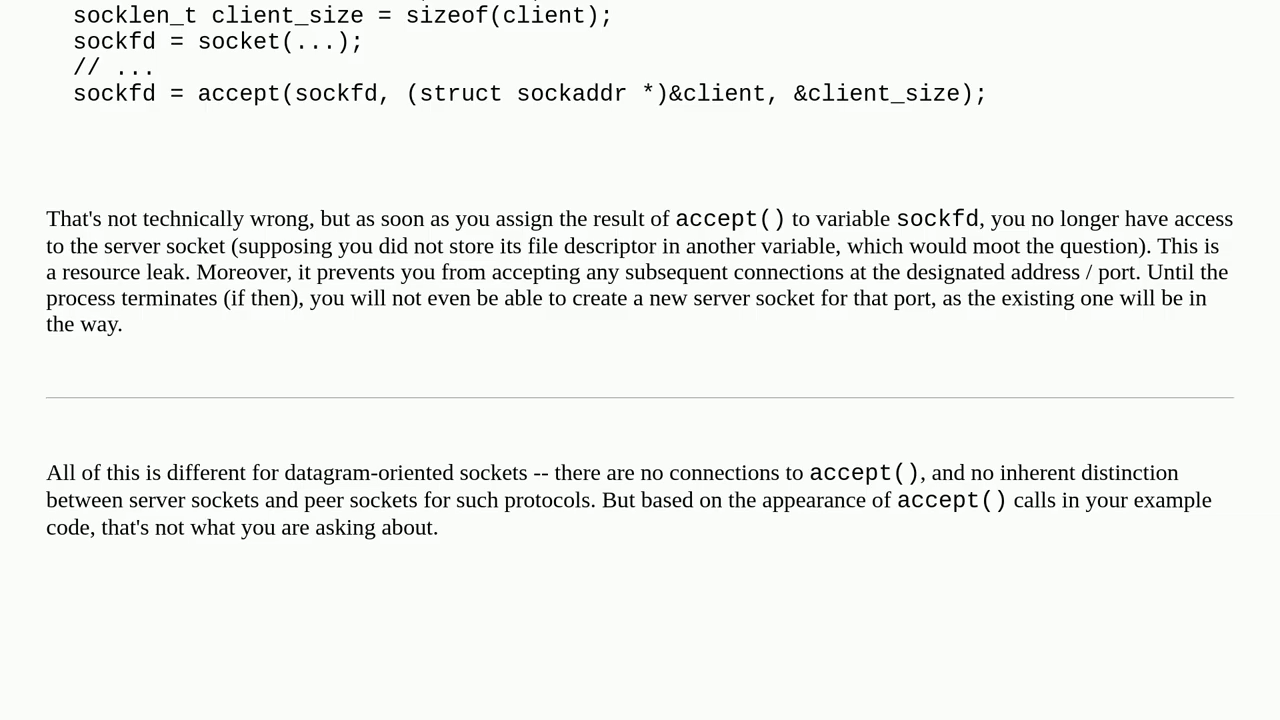 socklen_t client_size = sizeof(client);
sockfd = socket(...);
// ...
sockfd = accept(sockfd, (struct sockaddr *)&client, &client_size);
That's not technically wrong, but as soon as you assign the result of accept() to variable sockfd, you no longer have access
to the server socket (supposing you did not store its file descriptor in another variable, which would moot the question). This is
a resource leak. Moreover, it prevents you from accepting any subsequent connections at the designated address / port. Until the
process terminates (if then), you will not even be able to create a new server socket for that port, as the existing one will be in
the way.
All of this is different for datagram-oriented sockets -- there are no connections to accept(), and no inherent distinction
between server sockets and peer sockets for such protocols. But based on the appearance of accept() calls in your example
code, that's not what you are asking about.